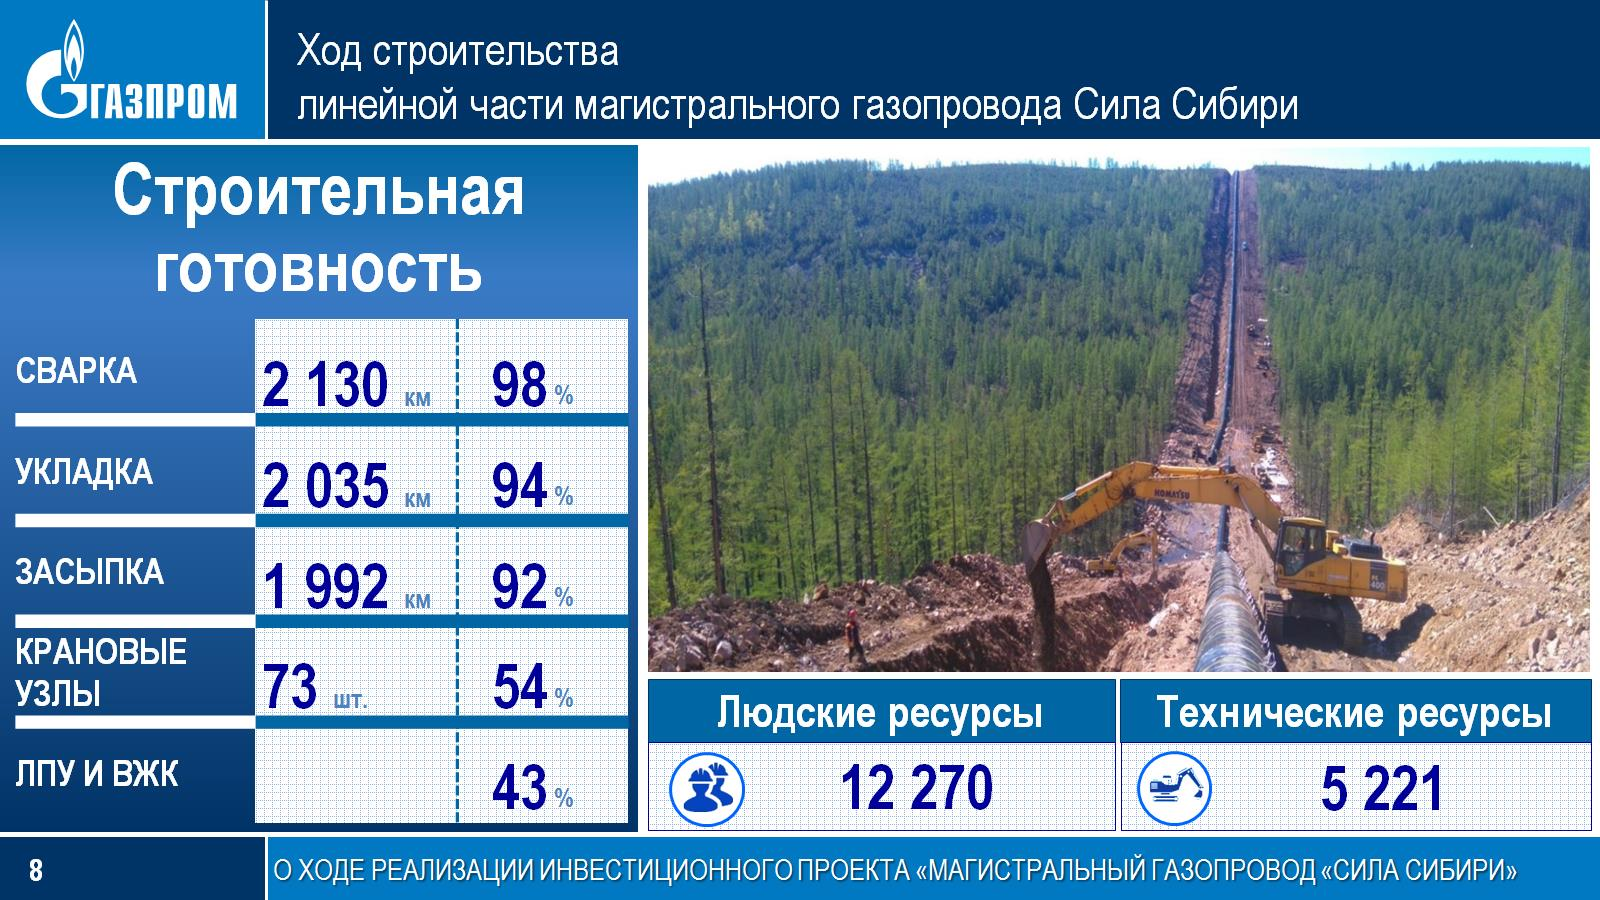 ГАЗПРОМ
Ход строительства
линейной части магистрального газопровода Сила Сибири
Строительная
готовность
СВАРКА 2 130 км 98 %
УКЛАДКА 2 035 км 94 %
ЗАСЫПКА 1 992 км 92 %
КРАНОВЫЕ
УЗЛЫ 73 шт. 54 %
ЛПУ И ВЖК 43 %
KOMATSU
PC
400
Людские ресурсы
12 270
Технические ресурсы
5 221
8
О ХОДЕ РЕАЛИЗАЦИИ ИНВЕСТИЦИОННОГО ПРОЕКТА «МАГИСТРАЛЬНЫЙ ГАЗОПРОВОД «СИЛА СИБИРИ»